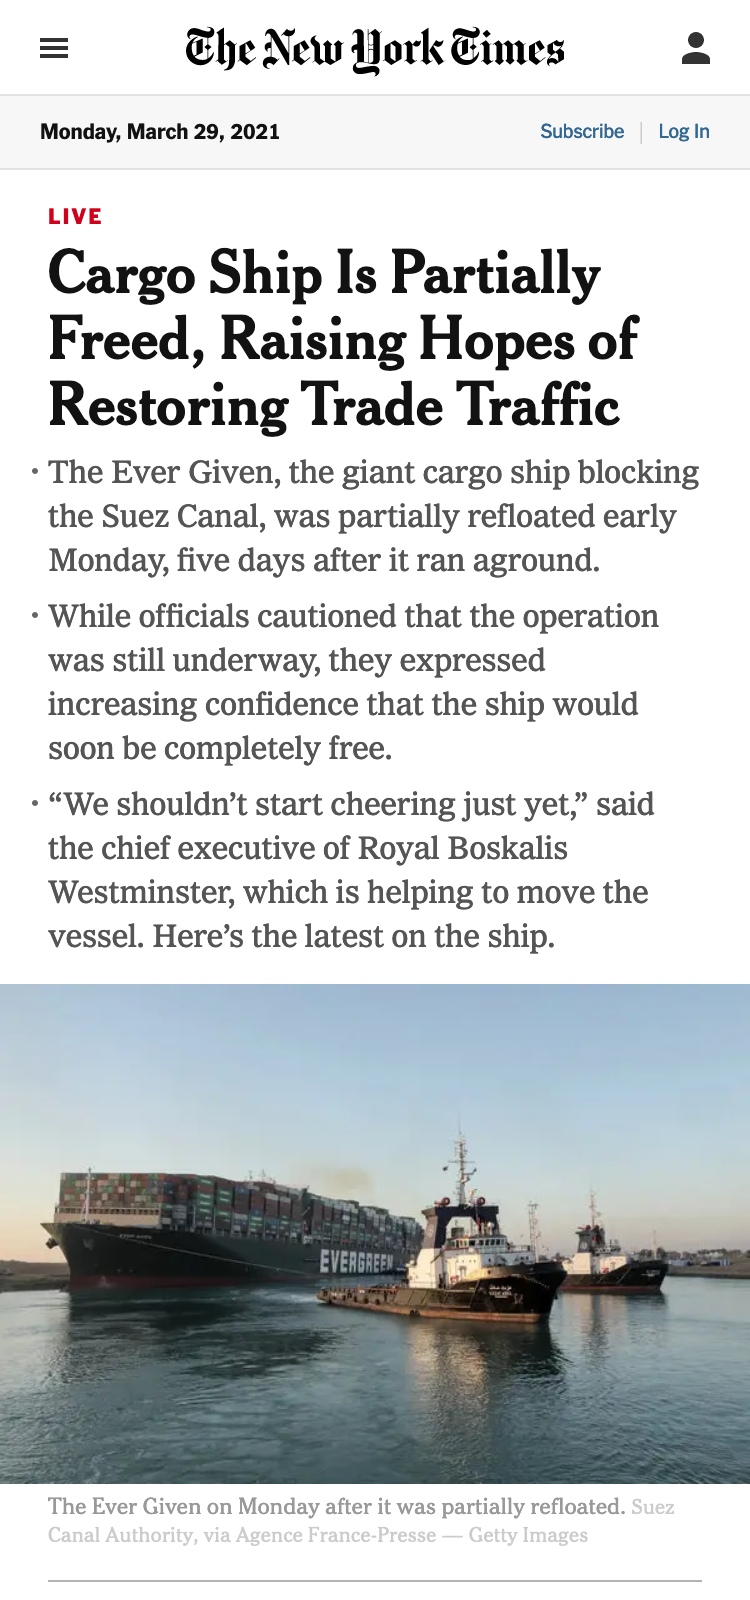 The New York Times
Monday, March 29, 2021
Subscribe
Log In
LIVE
Cargo Ship Is Partially
Freed, Raising Hopes of
Restoring Trade Traffic
• The Ever Given, the giant cargo ship blocking
the Suez Canal, was partially refloated early
Monday, five days after it ran aground.
• While officials cautioned that the operation
was still underway, they expressed
increasing confidence that the ship would
soon be completely free.
• “We shouldn’t start cheering just yet,” said
the chief executive of Royal Boskalis
Westminster, which is helping to move the
vessel. Here’s the latest on the ship.
EVERGREEN
The Ever Given on Monday after it was partially refloated. Suez
Canal Authority, via Agence France-Presse — Getty Images